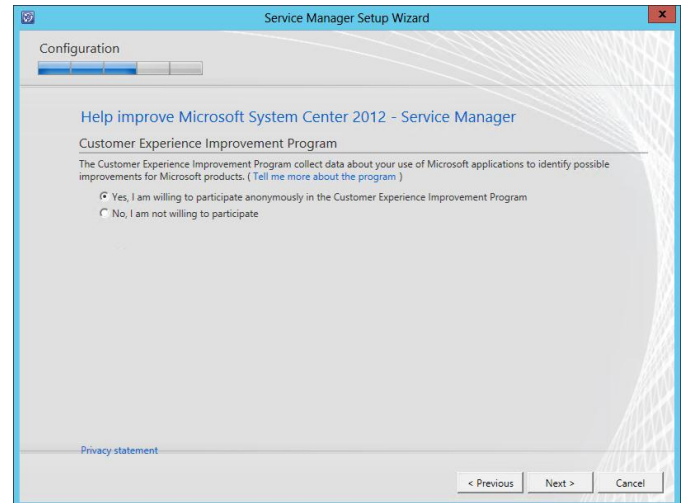 Service Manager Setup Wizard
x
Configuration
Help improve Microsoft System Center 2012 - Service Manager
Customer Experience Improvement Program
The Customer Experience Improvement Program collect data about your use of Microsoft applications to identify possible
improvements for Microsoft products. ( Tell me more about the program )
Yes, I am willing to participate anonymously in the Customer Experience Improvement Program
No, I am not willing to participate
Privacy statement
< Previous Next > Cancel